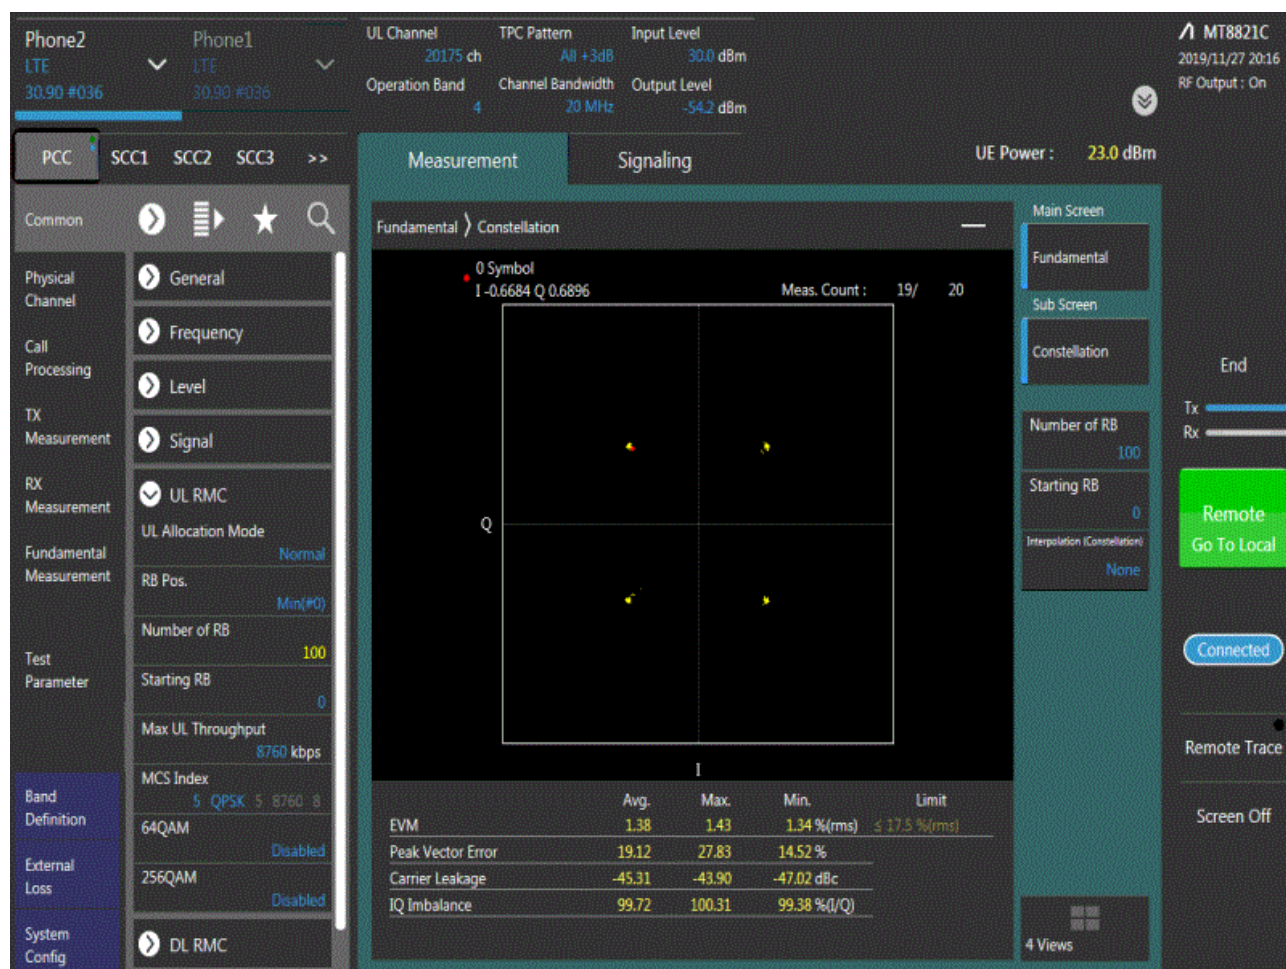 Phone2
LTE
30.90 #036
Phone1
LTE
30.90 #036
UL Channel
20175 ch
TPC Pattern
All +3dB
Input Level
30.0 dBm
Operation Band
4
Channel Bandwidth
20 MHz
Output Level
-54.2 dBm
MT8821C
2019/11/27 20:16
RF Output : On
PCC SCC1 SCC2 SCC3 >>
Measurement
Signaling
UE Power : 23.0 dBm
Common
Physical
Channel
Call
Processing
TX
Measurement
RX
Measurement
Fundamental
Measurement
Test
Parameter
Band
Definition
External
Loss
System
Config
General
Frequency
Level
Signal
UL RMC
UL Allocation Mode
Normal
RB Pos.
Min(#0)
Number of RB
100
Starting RB
0
Max UL Throughput
8760 kbps
MCS Index
5 QPSK 5 8760 8
64QAM
Disabled
256QAM
Disabled
DL RMC
Fundamental 〉 Constellation
0 Symbol
I -0.6684 Q 0.6896
Meas. Count : 19/ 20
Q
I
Avg. Max. Min. Limit
EVM 1.38 1.43 1.34 %(rms) ≤ 17.5 %(rms)
Peak Vector Error 19.12 27.83 14.52 %
Carrier Leakage -45.31 -43.90 -47.02 dBc
IQ Imbalance 99.72 100.31 99.38 %(I/Q)
Main Screen
Fundamental
Sub Screen
Constellation
Number of RB
100
Starting RB
0
Interpolation (Constellation)
None
4 Views
End
Tx
Rx
Remote
Go To Local
Connected
Remote Trace
Screen Off